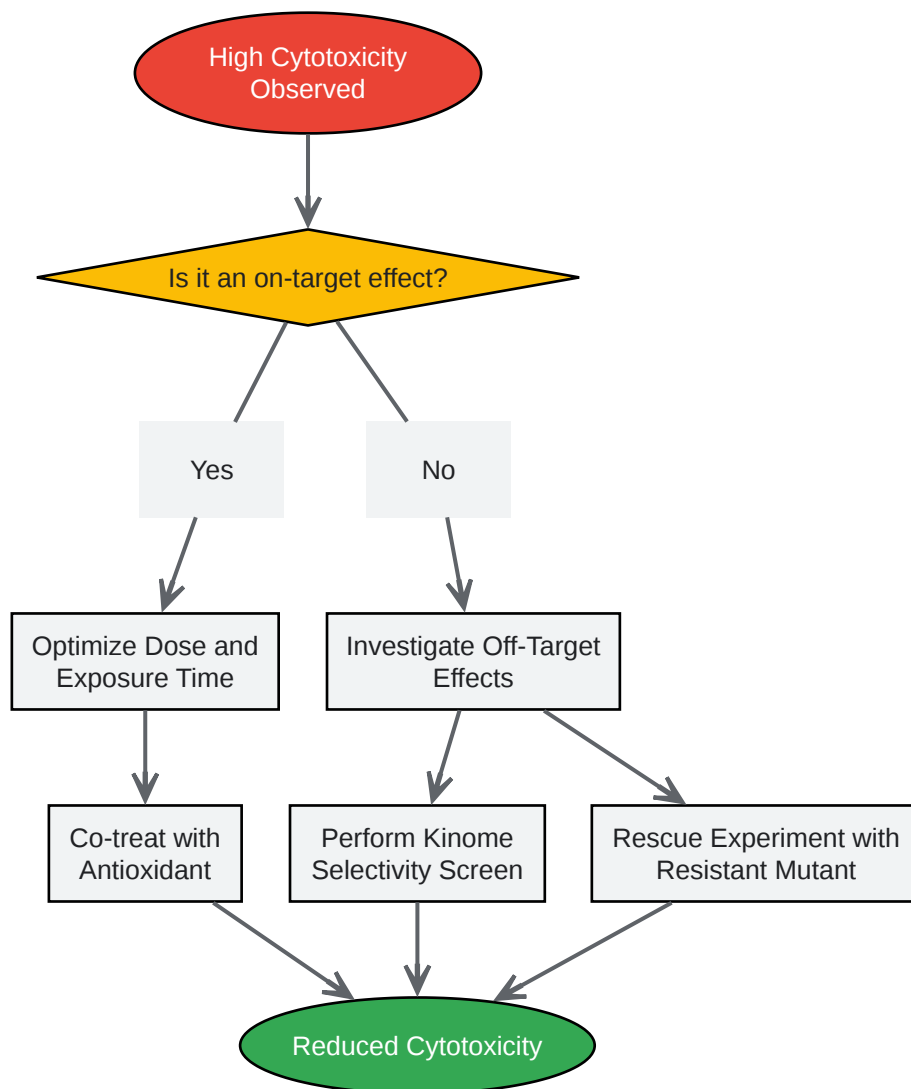 High Cytotoxicity
Observed
Is it an on-target effect?
Yes
No
Optimize Dose and
Exposure Time
Investigate Off-Target
Effects
Co-treat with
Antioxidant
Perform Kinome
Selectivity Screen
Rescue Experiment with
Resistant Mutant
Reduced Cytotoxicity